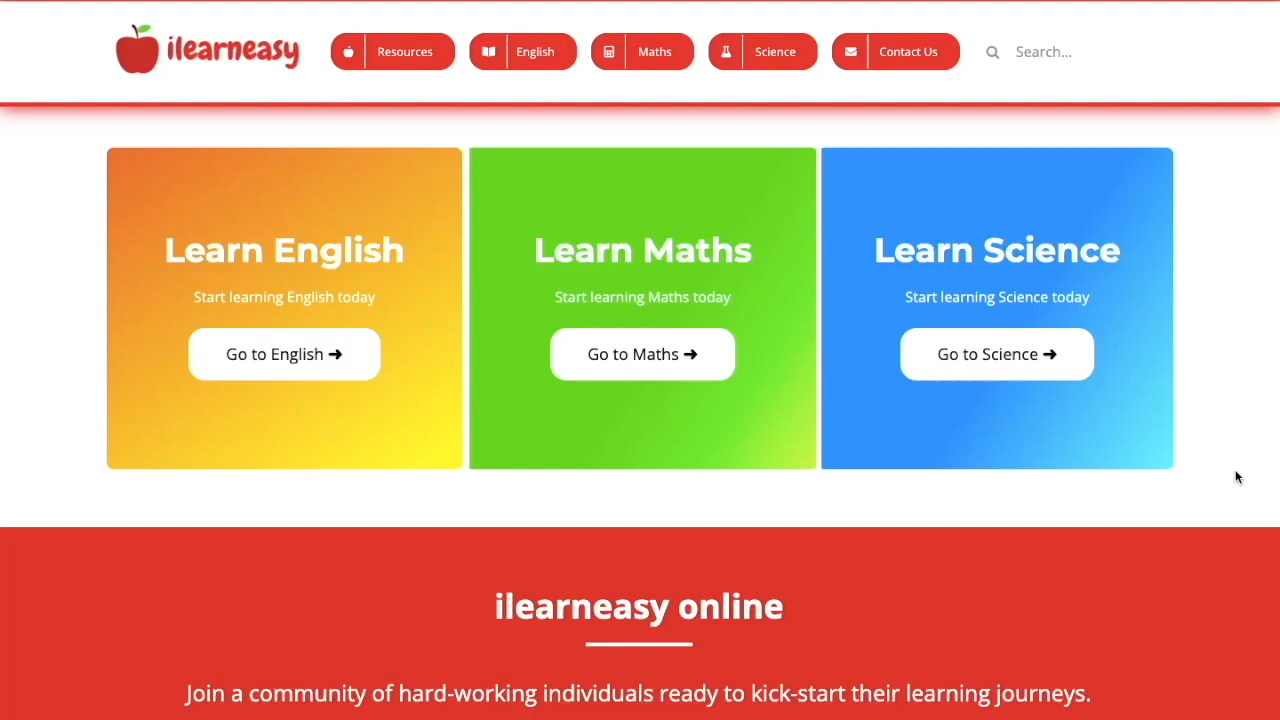 ilearneasy
Resources
English
Maths
Science
Contact Us
Search...
Learn English
Start learning English today
Go to English ➜
Learn Maths
Start learning Maths today
Go to Maths ➜
Learn Science
Start learning Science today
Go to Science ➜
ilearneasy online
Join a community of hard-working individuals ready to kick-start their learning journeys.